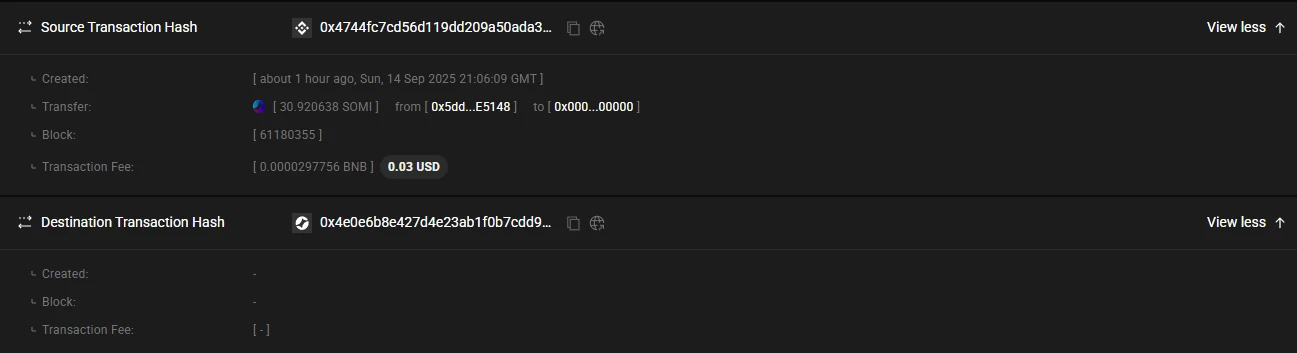 Source Transaction Hash 0x4744fc7cd56d119dd209a50ada3... View less ↑
Created: [ about 1 hour ago, Sun, 14 Sep 2025 21:06:09 GMT ]
Transfer: [ 30.920638 SOMI ] from [ 0x5dd...E5148 ] to [ 0x000...00000 ]
Block: [ 61180355 ]
Transaction Fee: [ 0.0000297756 BNB ] 0.03 USD
Destination Transaction Hash 0x4e0e6b8e427d4e23ab1f0b7cdd9... View less ↑
Created: -
Block: -
Transaction Fee: [ - ]